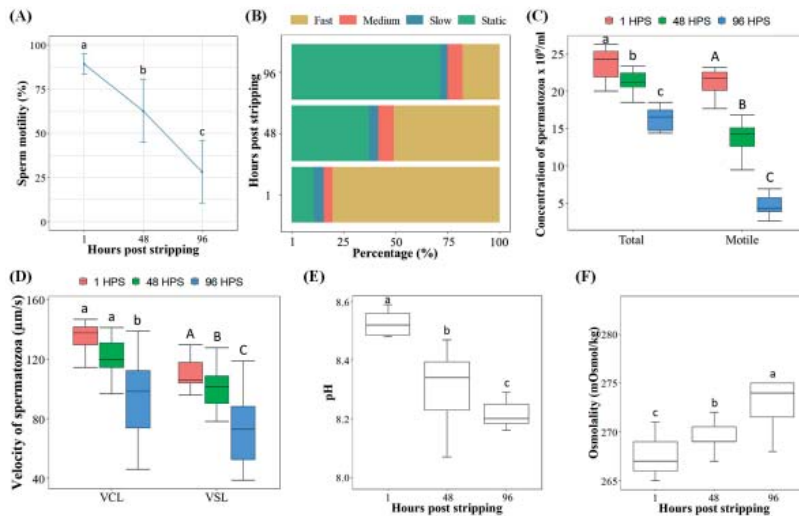 (A)
a
b
c
100
75
50
25
0
Sperm motility (%)
1 48 96
Hours post stripping
(B)
Fast Medium Slow Static
Hours post stripping
96
48
1
1 25 50 75 100
Percentage (%)
(C)
1 HPS 48 HPS 96 HPS
a
b
c
A
B
C
25
20
15
10
5
Concentration of spermatozoa x 10⁹/ml
Total Motile
(D)
1 HPS 48 HPS 96 HPS
a a b
A B C
160
120
80
40
Velocity of spermatozoa (µm/s)
VCL VSL
(E)
a
b
c
8.6
8.4
8.2
8.0
pH
1 48 96
Hours post stripping
(F)
a
b
c
280
275
270
265
Osmolality (mOsmol/kg)
1 48 96
Hours post stripping